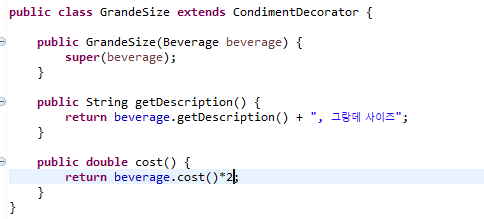 public class GrandeSize extends CondimentDecorator {
public GrandeSize(Beverage beverage) {
super(beverage);
}
public String getDescription() {
return beverage.getDescription() + ", 그랑데 사이즈";
}
public double cost() {
return beverage.cost()*2;
}
}